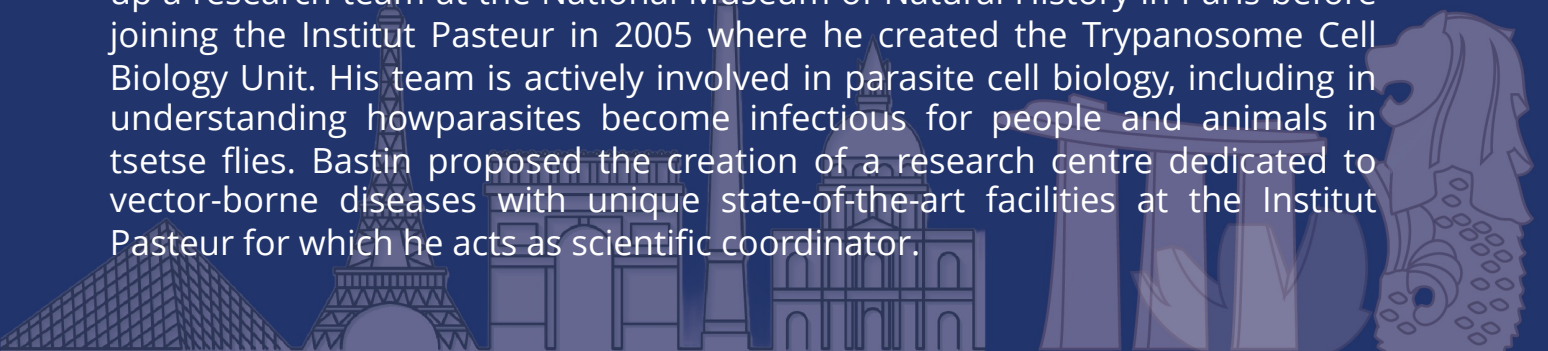 up a research team at the National Museum of Natural History in Paris before
joining the Institut Pasteur in 2005 where he created the Trypanosome Cell
Biology Unit. His team is actively involved in parasite cell biology, including in
understanding howparasites become infectious for people and animals in
tsetse flies. Bastin proposed the creation of a research centre dedicated to
vector-borne diseases with unique state-of-the-art facilities at the Institut
Pasteur for which he acts as scientific coordinator.